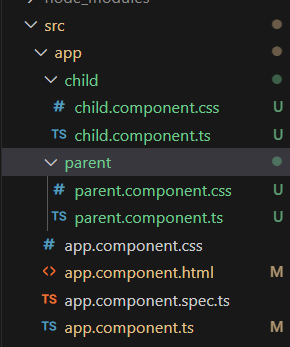 node_modules
src
app
child
# child.component.css U
TS child.component.ts U
parent
# parent.component.css U
TS parent.component.ts U
# app.component.css
<> app.component.html M
TS app.component.spec.ts
TS app.component.ts M